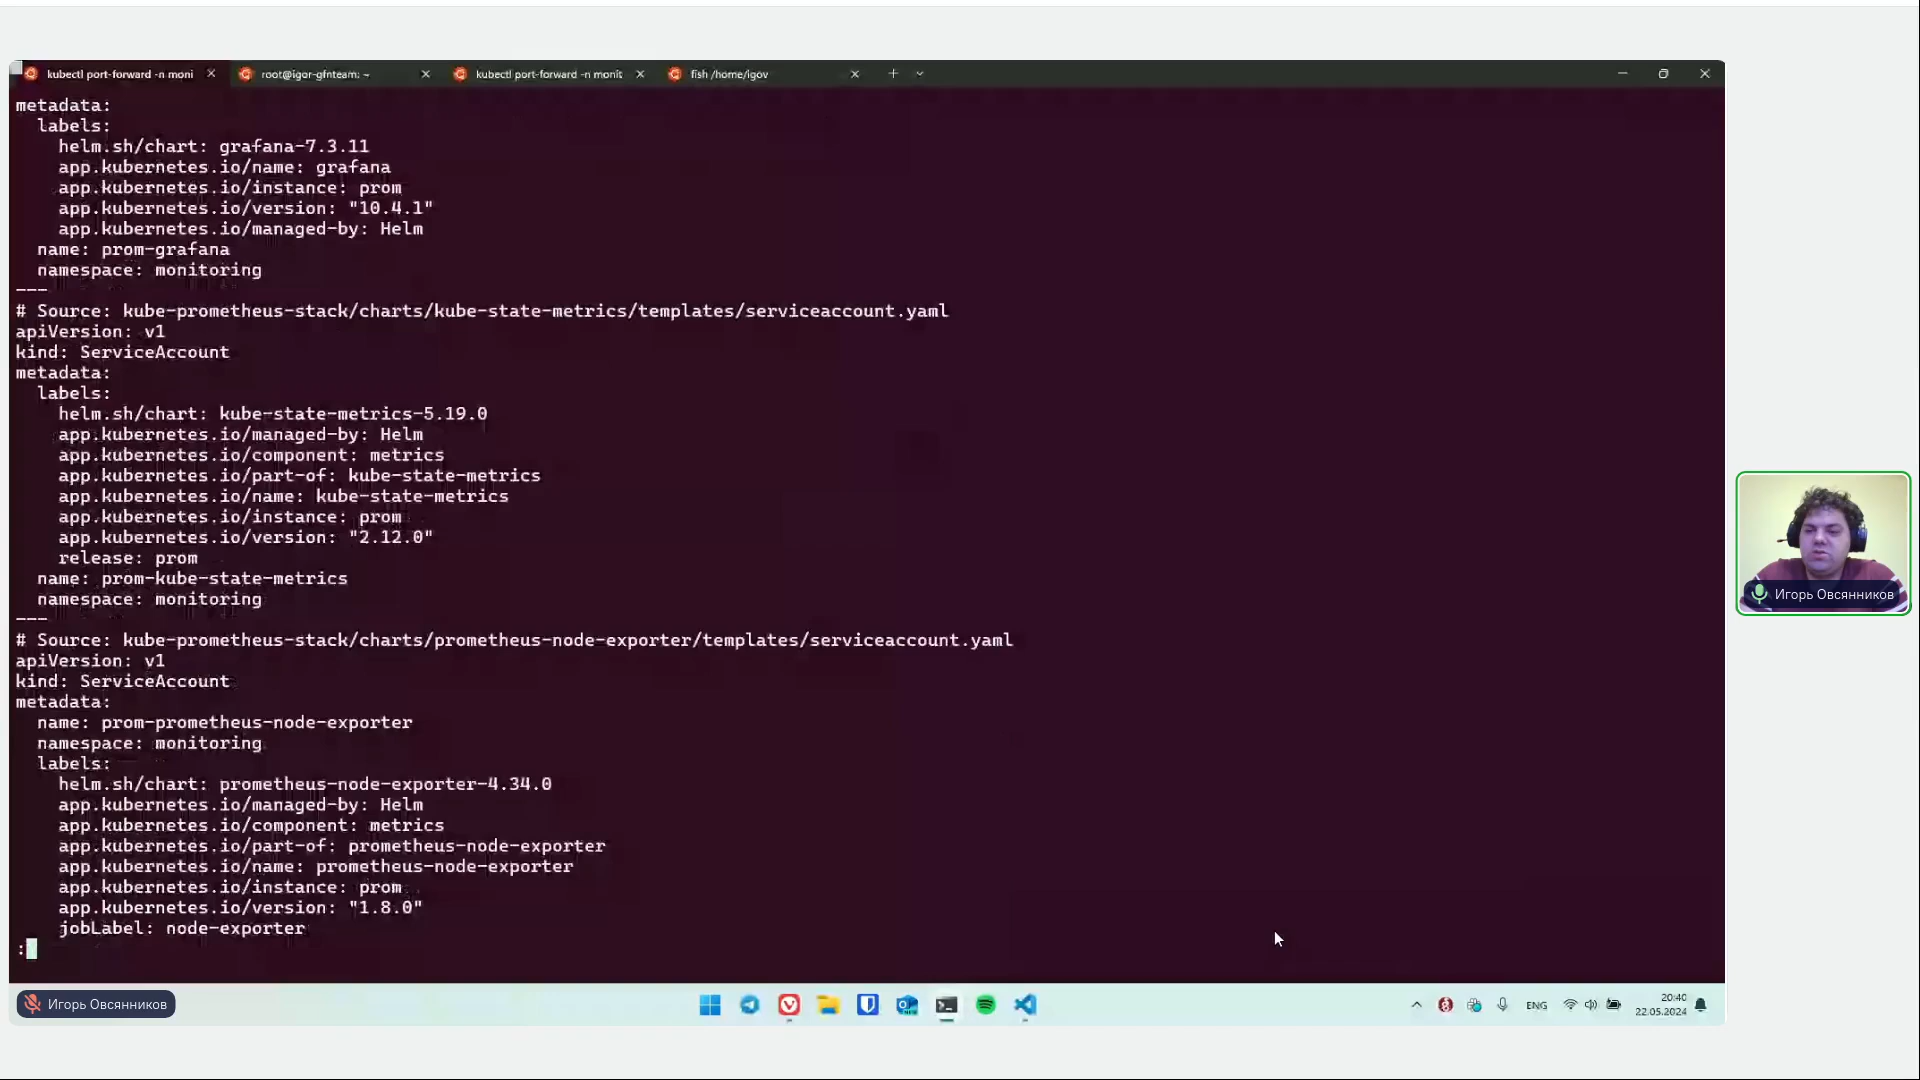 kubectl port-forward -n moni
root@igor-gfnteam: ~
kubectl port-forward -n monit
fish /home/igov
metadata:
  labels:
    helm.sh/chart: grafana-7.3.11
    app.kubernetes.io/name: grafana
    app.kubernetes.io/instance: prom
    app.kubernetes.io/version: "10.4.1"
    app.kubernetes.io/managed-by: Helm
  name: prom-grafana
  namespace: monitoring
---
# Source: kube-prometheus-stack/charts/kube-state-metrics/templates/serviceaccount.yaml
apiVersion: v1
kind: ServiceAccount
metadata:
  labels:
    helm.sh/chart: kube-state-metrics-5.19.0
    app.kubernetes.io/managed-by: Helm
    app.kubernetes.io/component: metrics
    app.kubernetes.io/part-of: kube-state-metrics
    app.kubernetes.io/name: kube-state-metrics
    app.kubernetes.io/instance: prom
    app.kubernetes.io/version: "2.12.0"
    release: prom
  name: prom-kube-state-metrics
  namespace: monitoring
---
# Source: kube-prometheus-stack/charts/prometheus-node-exporter/templates/serviceaccount.yaml
apiVersion: v1
kind: ServiceAccount
metadata:
  name: prom-prometheus-node-exporter
  namespace: monitoring
  labels:
    helm.sh/chart: prometheus-node-exporter-4.34.0
    app.kubernetes.io/managed-by: Helm
    app.kubernetes.io/component: metrics
    app.kubernetes.io/part-of: prometheus-node-exporter
    app.kubernetes.io/name: prometheus-node-exporter
    app.kubernetes.io/instance: prom
    app.kubernetes.io/version: "1.8.0"
    jobLabel: node-exporter
:
Игорь Овсянников
Игорь Овсянников
ENG
20:40
22.05.2024